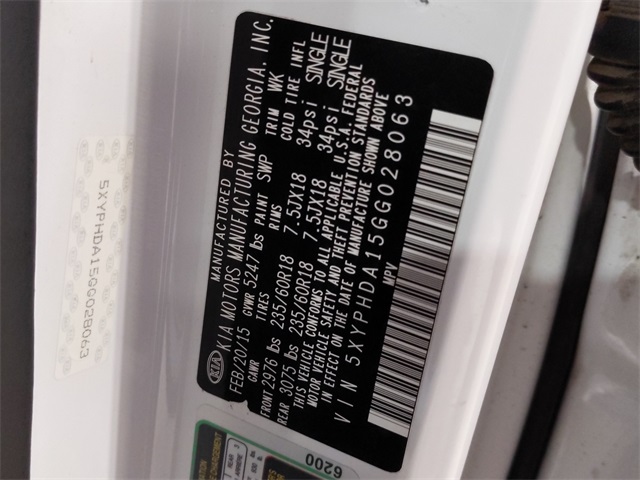 KIA
MANUFACTURED BY
KIA MOTORS MANUFACTURING GEORGIA, INC.
FEB/20/15 GVWR 5247 lbs PAINT SWP TRIM WK
GAWR TIRES RIMS COLD TIRE INFL
FRONT 2976 lbs 235/60R18 7.5JX18 34psi SINGLE
REAR 3075 lbs 235/60R18 7.5JX18 34psi SINGLE
THIS VEHICLE CONFORMS TO ALL APPLICABLE U.S.A. FEDERAL
MOTOR VEHICLE SAFETY AND THEFT PREVENTION STANDARDS
IN EFFECT ON THE DATE OF MANUFACTURE SHOWN ABOVE
VIN 5XYPHDA15GG028063
MPV
5XYPHDA15GG028063
6200
REAR